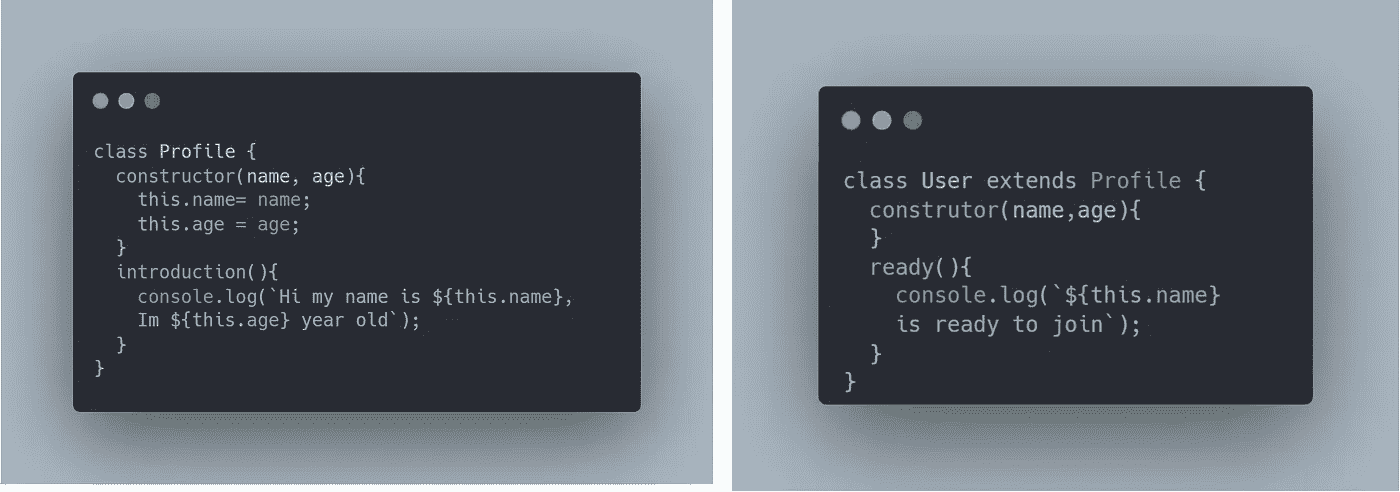 class Profile {
constructor(name, age){
this.name= name;
this.age = age;
}
introduction(){
console.log(`Hi my name is ${this.name},
Im ${this.age} year old`);
}
}
class User extends Profile {
construtor(name,age){
}
ready(){
console.log(`${this.name}
is ready to join`);
}
}